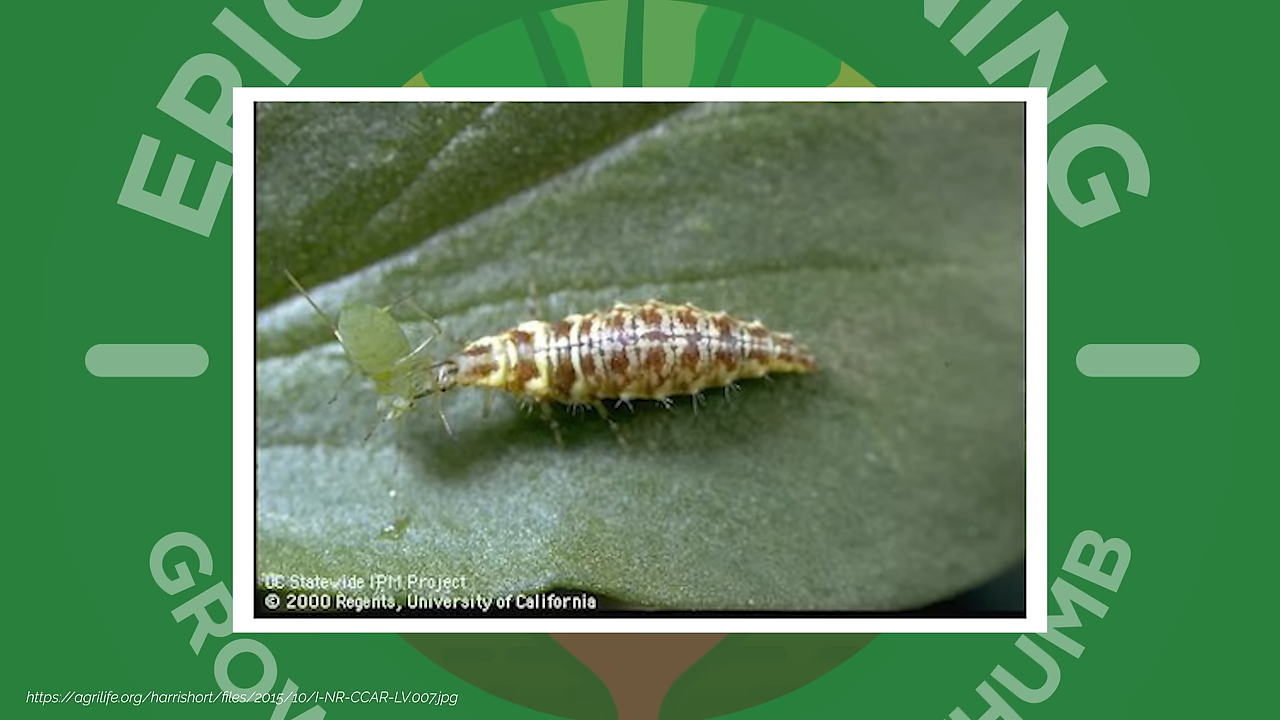 EPIC
NING
GROW
HUMB
UC Statewide IPM Project
© 2000 Regents, University of California
https://agrilife.org/harrishort/files/2015/10/I-NR-CCAR-LV.007.jpg